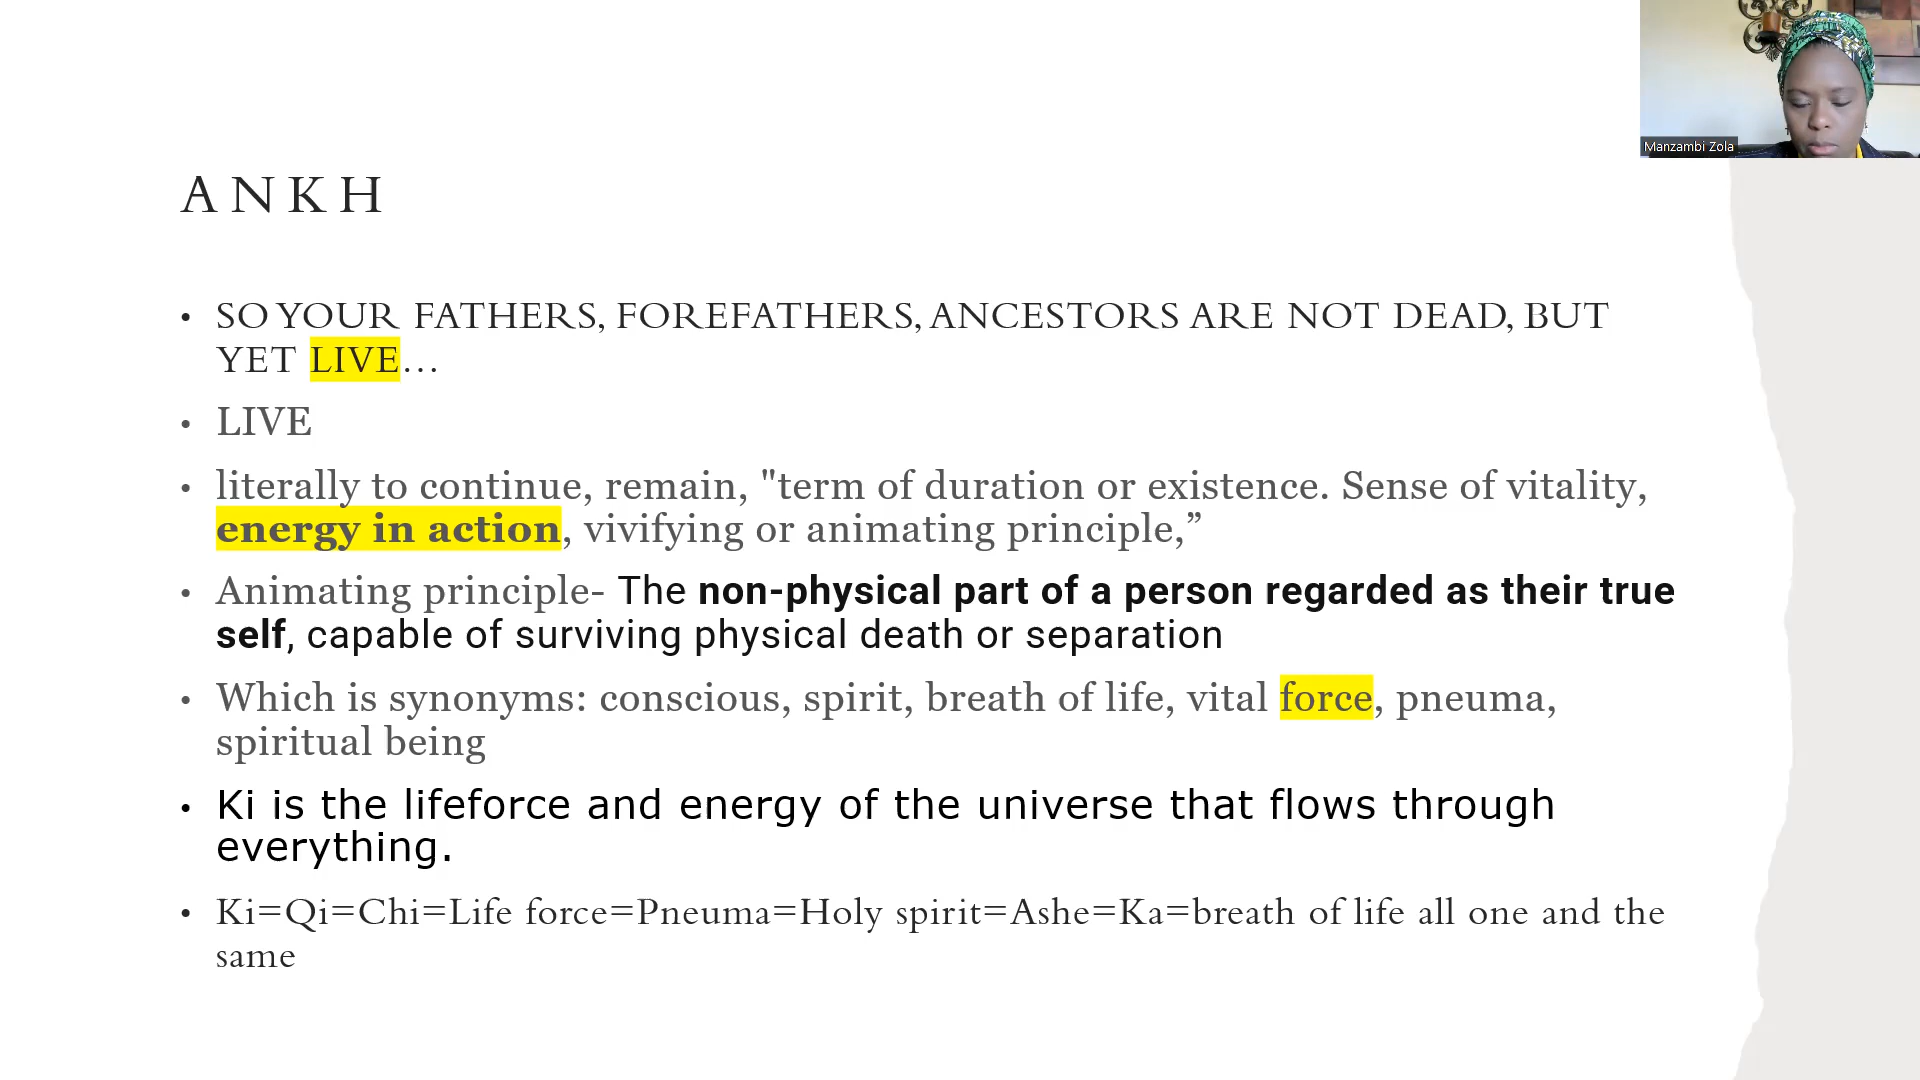 Manzambi Zola
ANKH
• SO YOUR FATHERS, FOREFATHERS, ANCESTORS ARE NOT DEAD, BUT
YET LIVE…
• LIVE
• literally to continue, remain, "term of duration or existence. Sense of vitality,
energy in action, vivifying or animating principle,”
• Animating principle- The non-physical part of a person regarded as their true
self, capable of surviving physical death or separation
• Which is synonyms: conscious, spirit, breath of life, vital force, pneuma,
spiritual being
• Ki is the lifeforce and energy of the universe that flows through
everything.
• Ki=Qi=Chi=Life force=Pneuma=Holy spirit=Ashe=Ka=breath of life all one and the
same